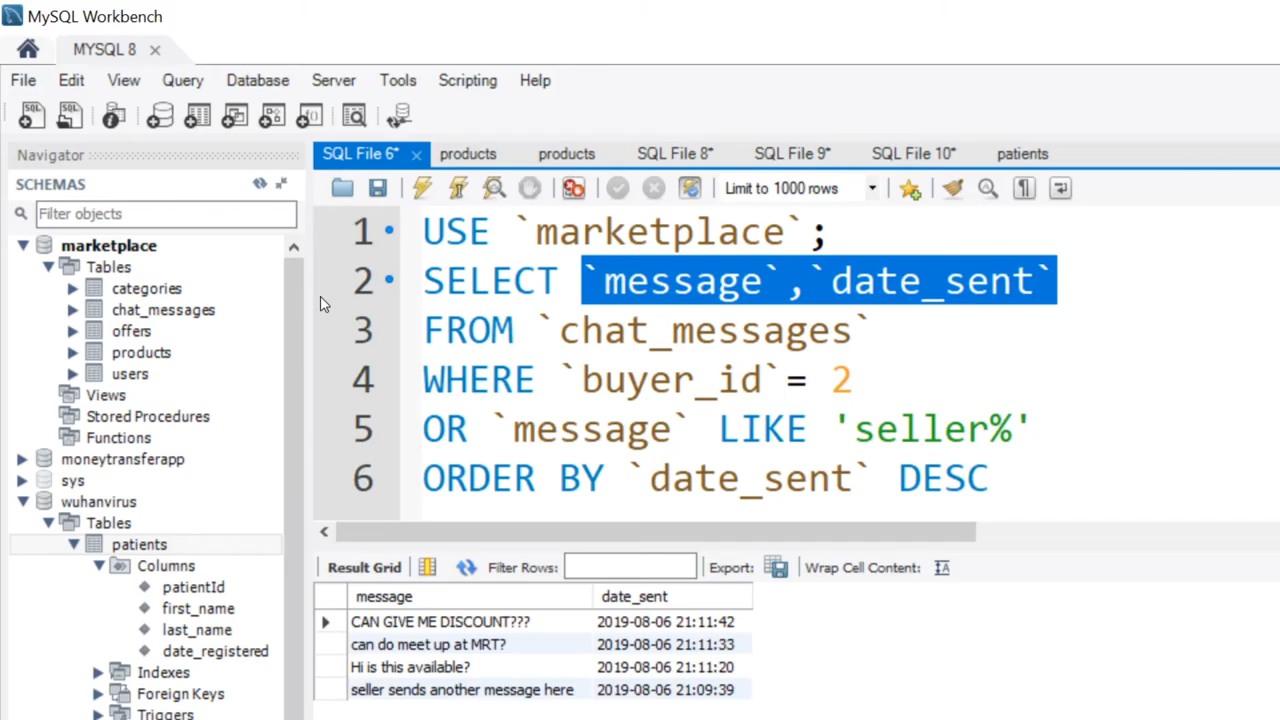 MySQL Workbench
MYSQL 8
File Edit View Query Database Server Tools Scripting Help
Navigator
SCHEMAS
Filter objects
marketplace
Tables
categories
chat_messages
offers
products
users
Views
Stored Procedures
Functions
moneytransferapp
sys
wuhanvirus
Tables
patients
Columns
patientId
first_name
last_name
date_registered
Indexes
Foreign Keys
Triggers
SQL File 6* products products SQL File 8* SQL File 9* SQL File 10* patients
Limit to 1000 rows
1 USE `marketplace`;
2 SELECT `message`,`date_sent`
3 FROM `chat_messages`
4 WHERE `buyer_id`= 2
5 OR `message` LIKE 'seller%'
6 ORDER BY `date_sent` DESC
Result Grid Filter Rows: Export: Wrap Cell Content:
message date_sent
CAN GIVE ME DISCOUNT??? 2019-08-06 21:11:42
can do meet up at MRT? 2019-08-06 21:11:33
Hi is this available? 2019-08-06 21:11:20
seller sends another message here 2019-08-06 21:09:39